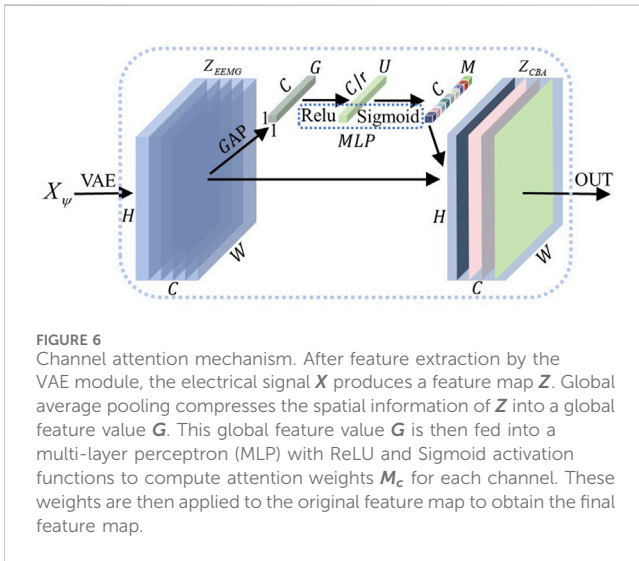 Z_EEMG
C
G
C/r
U
C
M
Z_CBA
1
1
Relu
Sigmoid
MLP
GAP
X_ψ
VAE
H
W
C
H
W
C
OUT
FIGURE 6
Channel attention mechanism. After feature extraction by the
VAE module, the electrical signal X produces a feature map Z. Global
average pooling compresses the spatial information of Z into a global
feature value G. This global feature value G is then fed into a
multi-layer perceptron (MLP) with ReLU and Sigmoid activation
functions to compute attention weights M_c for each channel. These
weights are then applied to the original feature map to obtain the final
feature map.